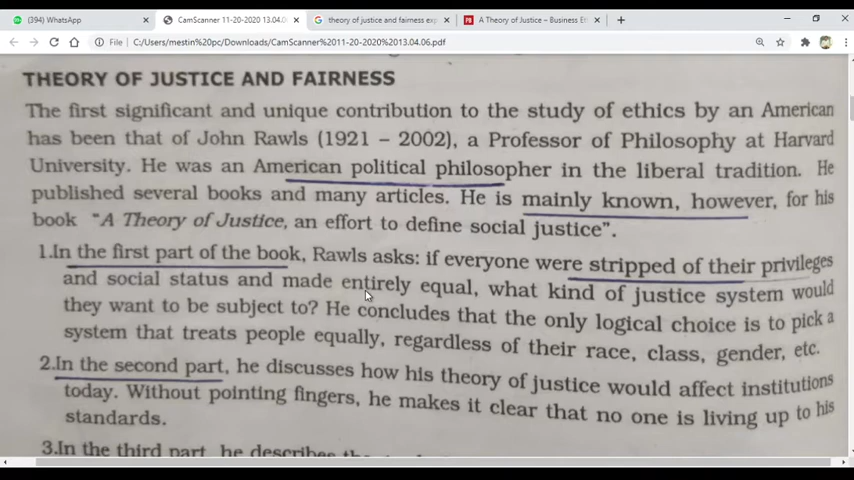 (394) WhatsApp
CamScanner 11-20-2020 13.04.0
theory of justice and fairness exp
A Theory of Justice – Business Et
File C:/Users/mestin%20pc/Downloads/CamScanner%2011-20-2020%2013.04.06.pdf
THEORY OF JUSTICE AND FAIRNESS
The first significant and unique contribution to the study of ethics by an American
has been that of John Rawls (1921 – 2002), a Professor of Philosophy at Harvard
University. He was an American political philosopher in the liberal tradition. He
published several books and many articles. He is mainly known, however, for his
book "A Theory of Justice, an effort to define social justice".
1.In the first part of the book, Rawls asks: if everyone were stripped of their privileges
and social status and made entirely equal, what kind of justice system would
they want to be subject to? He concludes that the only logical choice is to pick a
system that treats people equally, regardless of their race, class, gender, etc.
2.In the second part, he discusses how his theory of justice would affect institutions
today. Without pointing fingers, he makes it clear that no one is living up to his
standards.
3.In the third part, he describes the